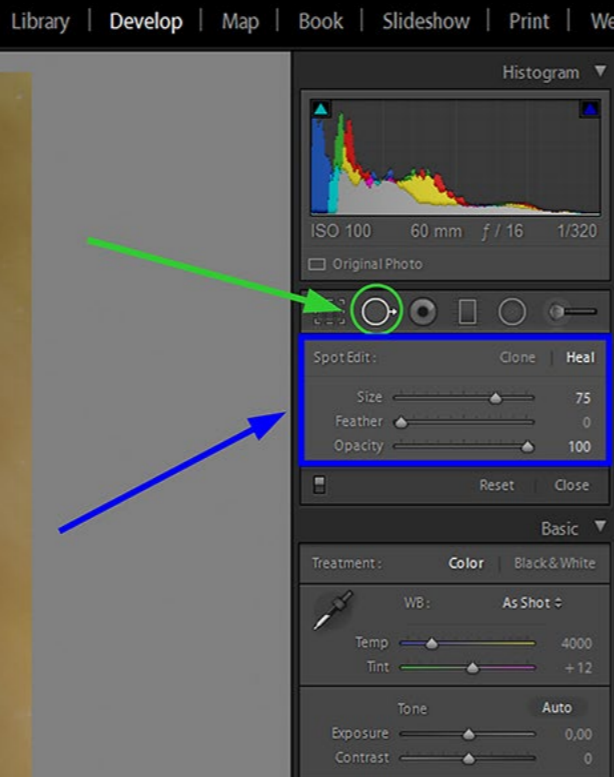 Library | Develop | Map | Book | Slideshow | Print |
Histogram
ISO 100 60 mm ƒ / 16 1/320
Original Photo
Spot Edit : Clone | Heal
Size 75
Feather 0
Opacity 100
Reset Close
Basic
Treatment : Color | Black & White
WB : As Shot
Temp 4000
Tint + 12
Tone Auto
Exposure 0,00
Contrast 0